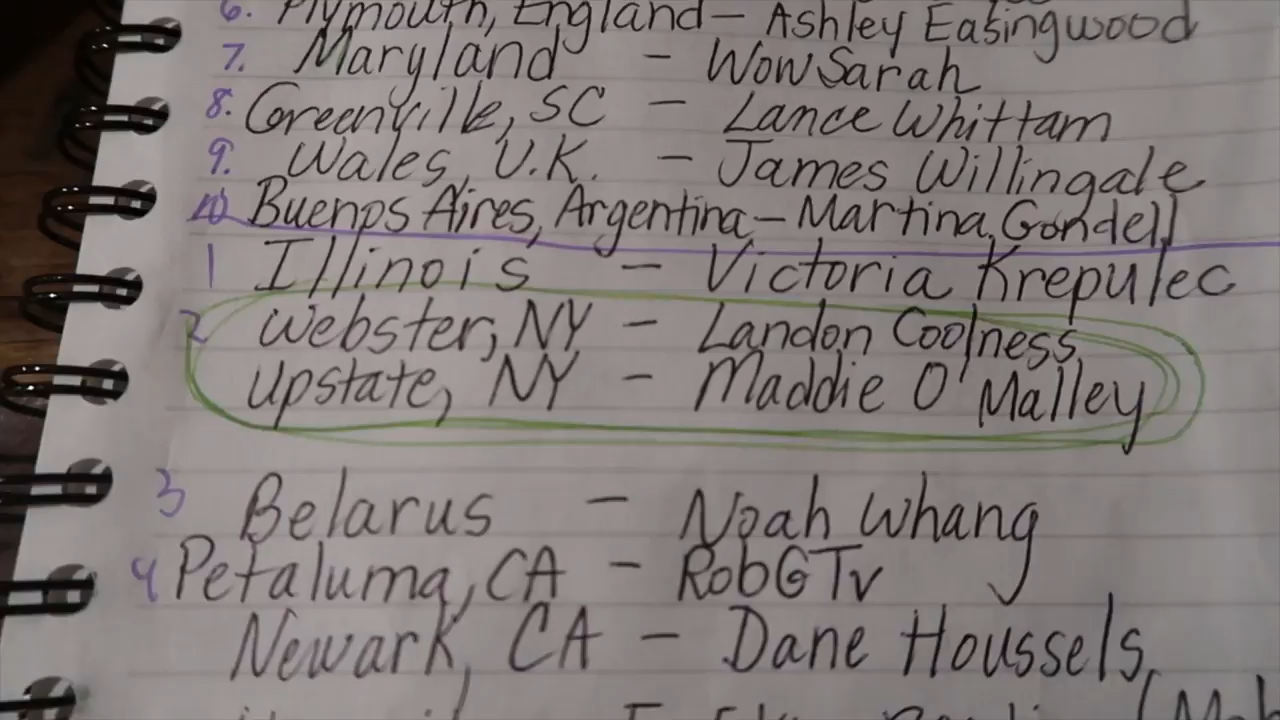 6. Plymouth, England - Ashley Easingwood
7. Maryland - WowSarah
8. Greenville, SC - Lance Whittam
9. Wales, U.K. - James Willingale
10 Buenos Aires, Argentina - Martina Gondell
1 Illinois - Victoria Krepulec
2 Webster, NY - Landon Coolness
Upstate, NY - Maddie O'Malley
3 Belarus - Noah Whang
4 Petaluma, CA - RobGTv
Newark, CA - Dane Houssels